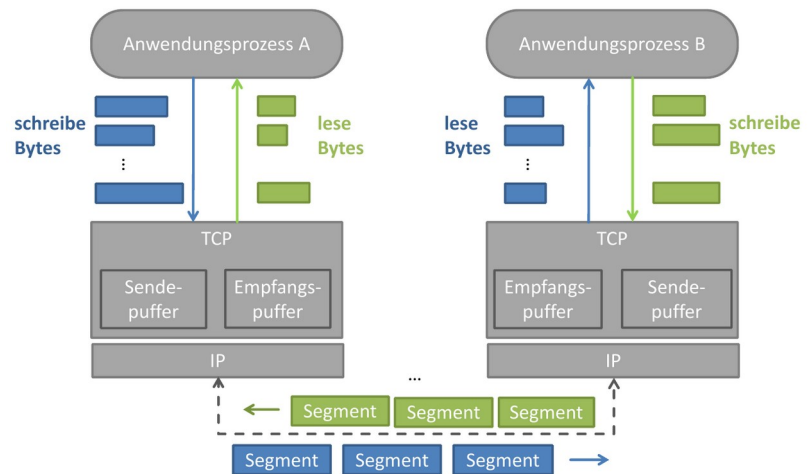 Anwendungsprozess A
Anwendungsprozess B
schreibe
Bytes
...
lese
Bytes
lese
Bytes
...
schreibe
Bytes
...
TCP
TCP
Sende-
puffer
Empfangs-
puffer
Empfangs-
puffer
Sende-
puffer
IP
IP
...
Segment Segment Segment
Segment Segment Segment